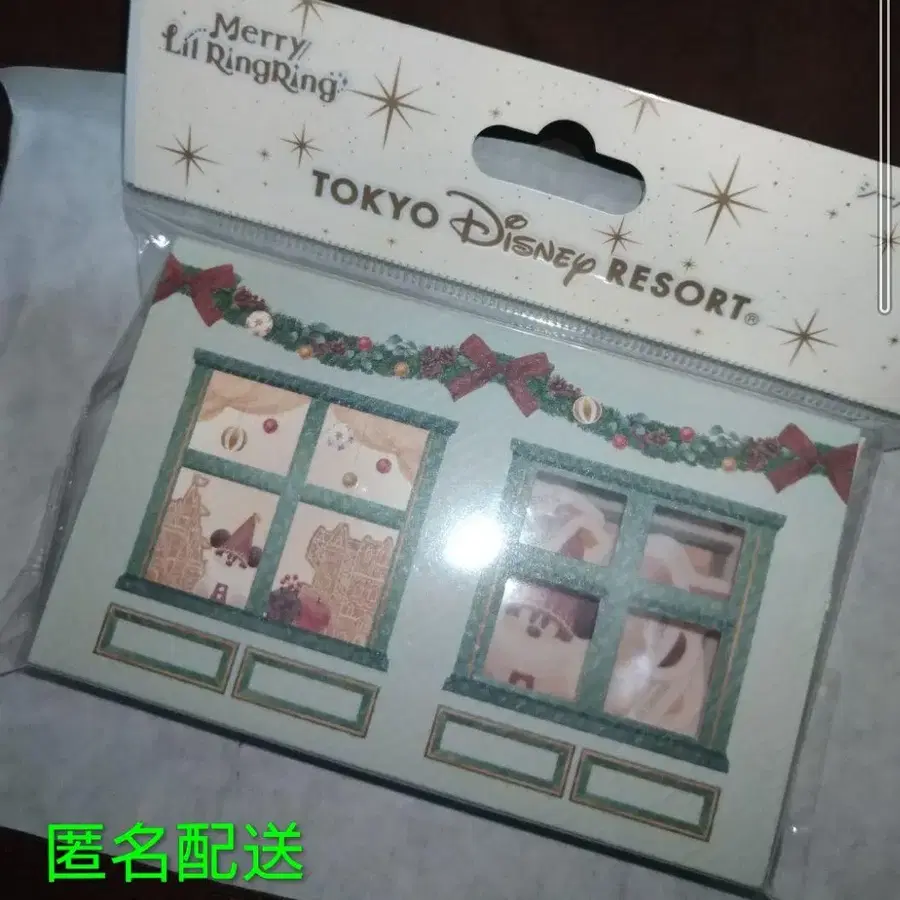 Merry
Lil RingRing
TOKYO Disney RESORT®
匿名配送